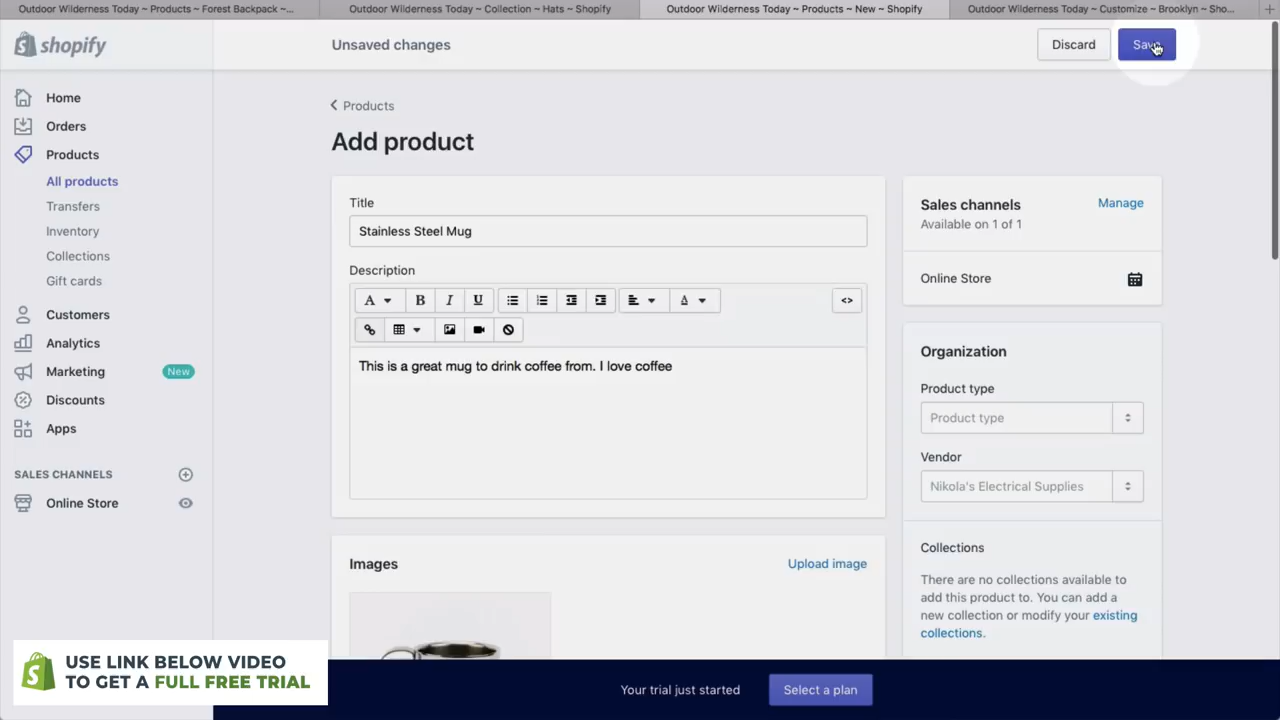 Outdoor Wilderness Today ~ Products ~ Forest Backpack ~...
Outdoor Wilderness Today ~ Collection ~ Hats ~ Shopify
Outdoor Wilderness Today ~ Products ~ New ~ Shopify
Outdoor Wilderness Today ~ Customize ~ Brooklyn ~ Sho...
shopify
Unsaved changes
Discard
Save
Home
Orders
Products
All products
Transfers
Inventory
Collections
Gift cards
Customers
Analytics
Marketing
New
Discounts
Apps
SALES CHANNELS
Online Store
Products
Add product
Title
Stainless Steel Mug
Description
This is a great mug to drink coffee from. I love coffee
Images
Upload image
Sales channels
Manage
Available on 1 of 1
Online Store
Organization
Product type
Product type
Vendor
Nikola's Electrical Supplies
Collections
There are no collections available to
add this product to. You can add a
new collection or modify your existing
collections.
USE LINK BELOW VIDEO
TO GET A FULL FREE TRIAL
Your trial just started
Select a plan